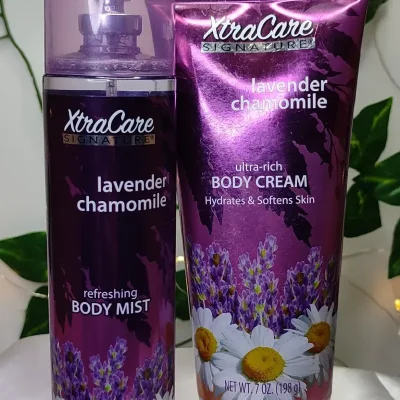 XtraCare
SIGNATURE®
lavender
chamomile
refreshing
BODY MIST
XtraCare
SIGNATURE®
lavender
chamomile
ultra-rich
BODY CREAM
Hydrates & Softens Skin
NET WT. 7 OZ. (198 g)